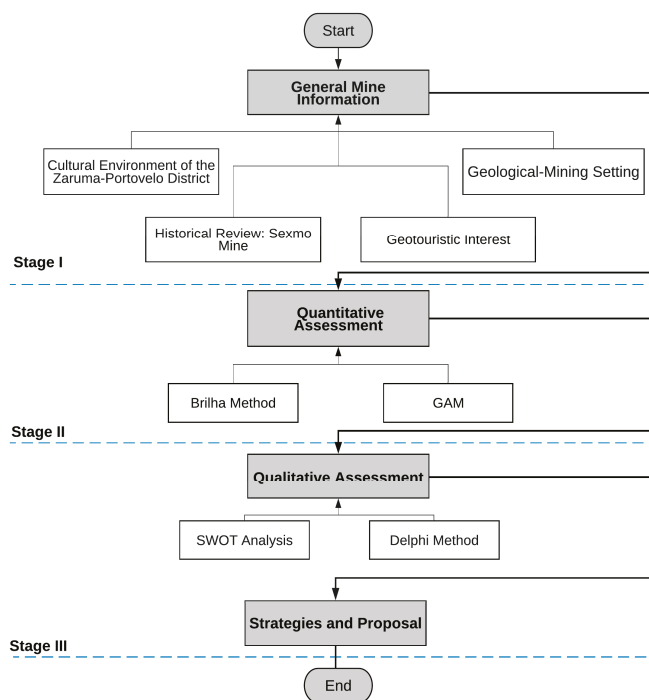 Start
General Mine
Information
Cultural Environment of the
Zaruma-Portovelo District
Geological-Mining Setting
Historical Review: Sexmo
Mine
Geotouristic Interest
Stage I
Quantitative
Assessment
Brilha Method
GAM
Stage II
Qualitative Assessment
SWOT Analysis
Delphi Method
Strategies and Proposal
Stage III
End